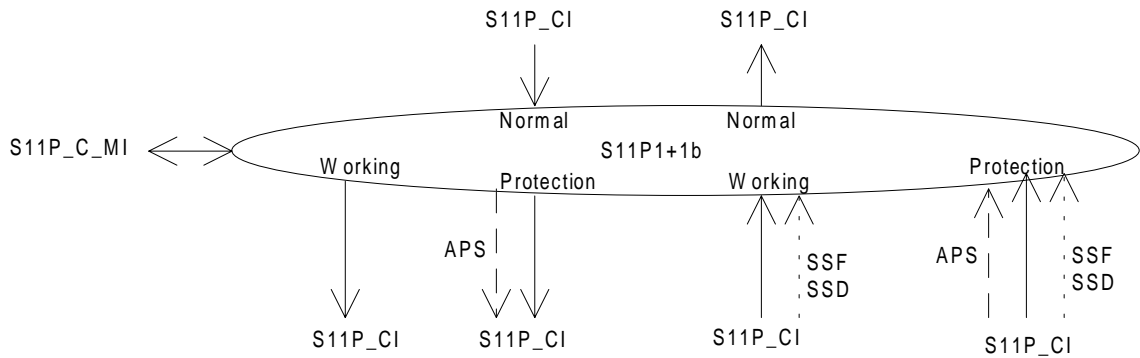 S11P_CI S11P_CI
Normal Normal
S11P_C_MI S11P1+1b
Working Protection Working Protection
APS SSF APS SSF
SSD SSD
S11P_CI S11P_CI S11P_CI S11P_CI